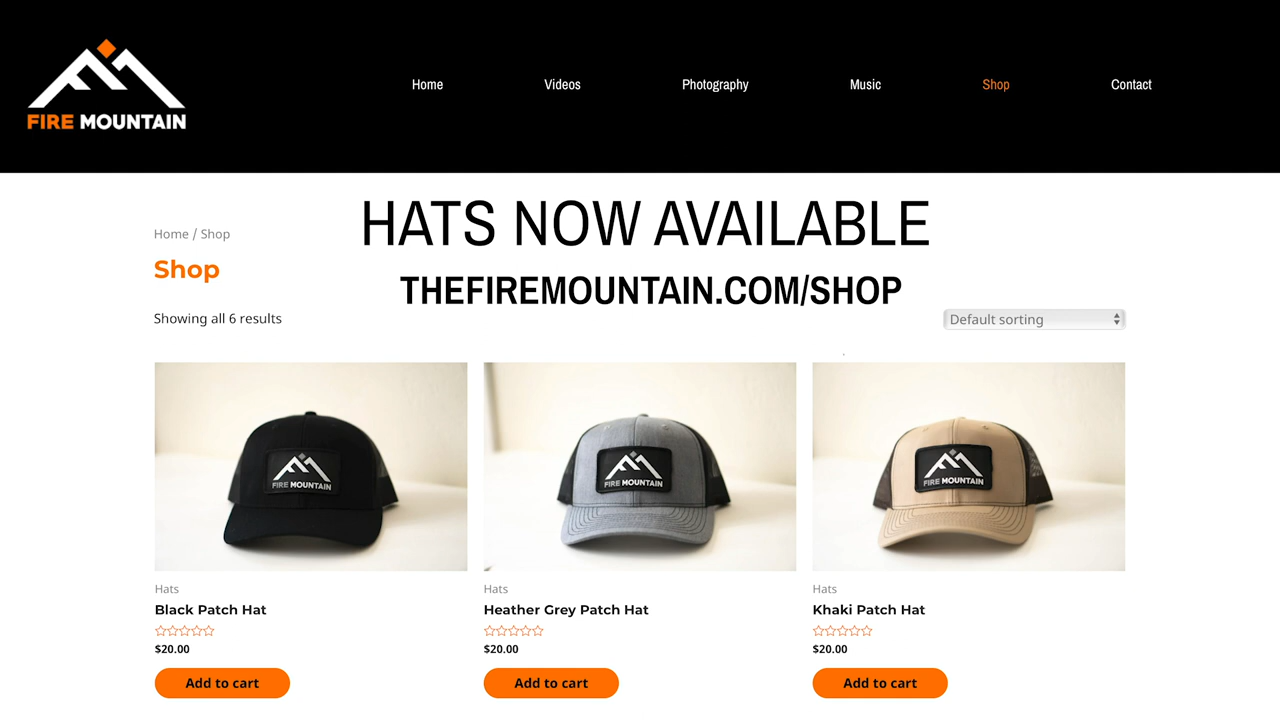 Home Videos Photography Music Shop Contact
FIRE MOUNTAIN
HATS NOW AVAILABLE
Home / Shop
Shop
THEFIREMOUNTAIN.COM/SHOP
Showing all 6 results
Default sorting
FIRE MOUNTAIN
FIRE MOUNTAIN
FIRE MOUNTAIN
Hats
Black Patch Hat
$20.00
Add to cart
Hats
Heather Grey Patch Hat
$20.00
Add to cart
Hats
Khaki Patch Hat
$20.00
Add to cart